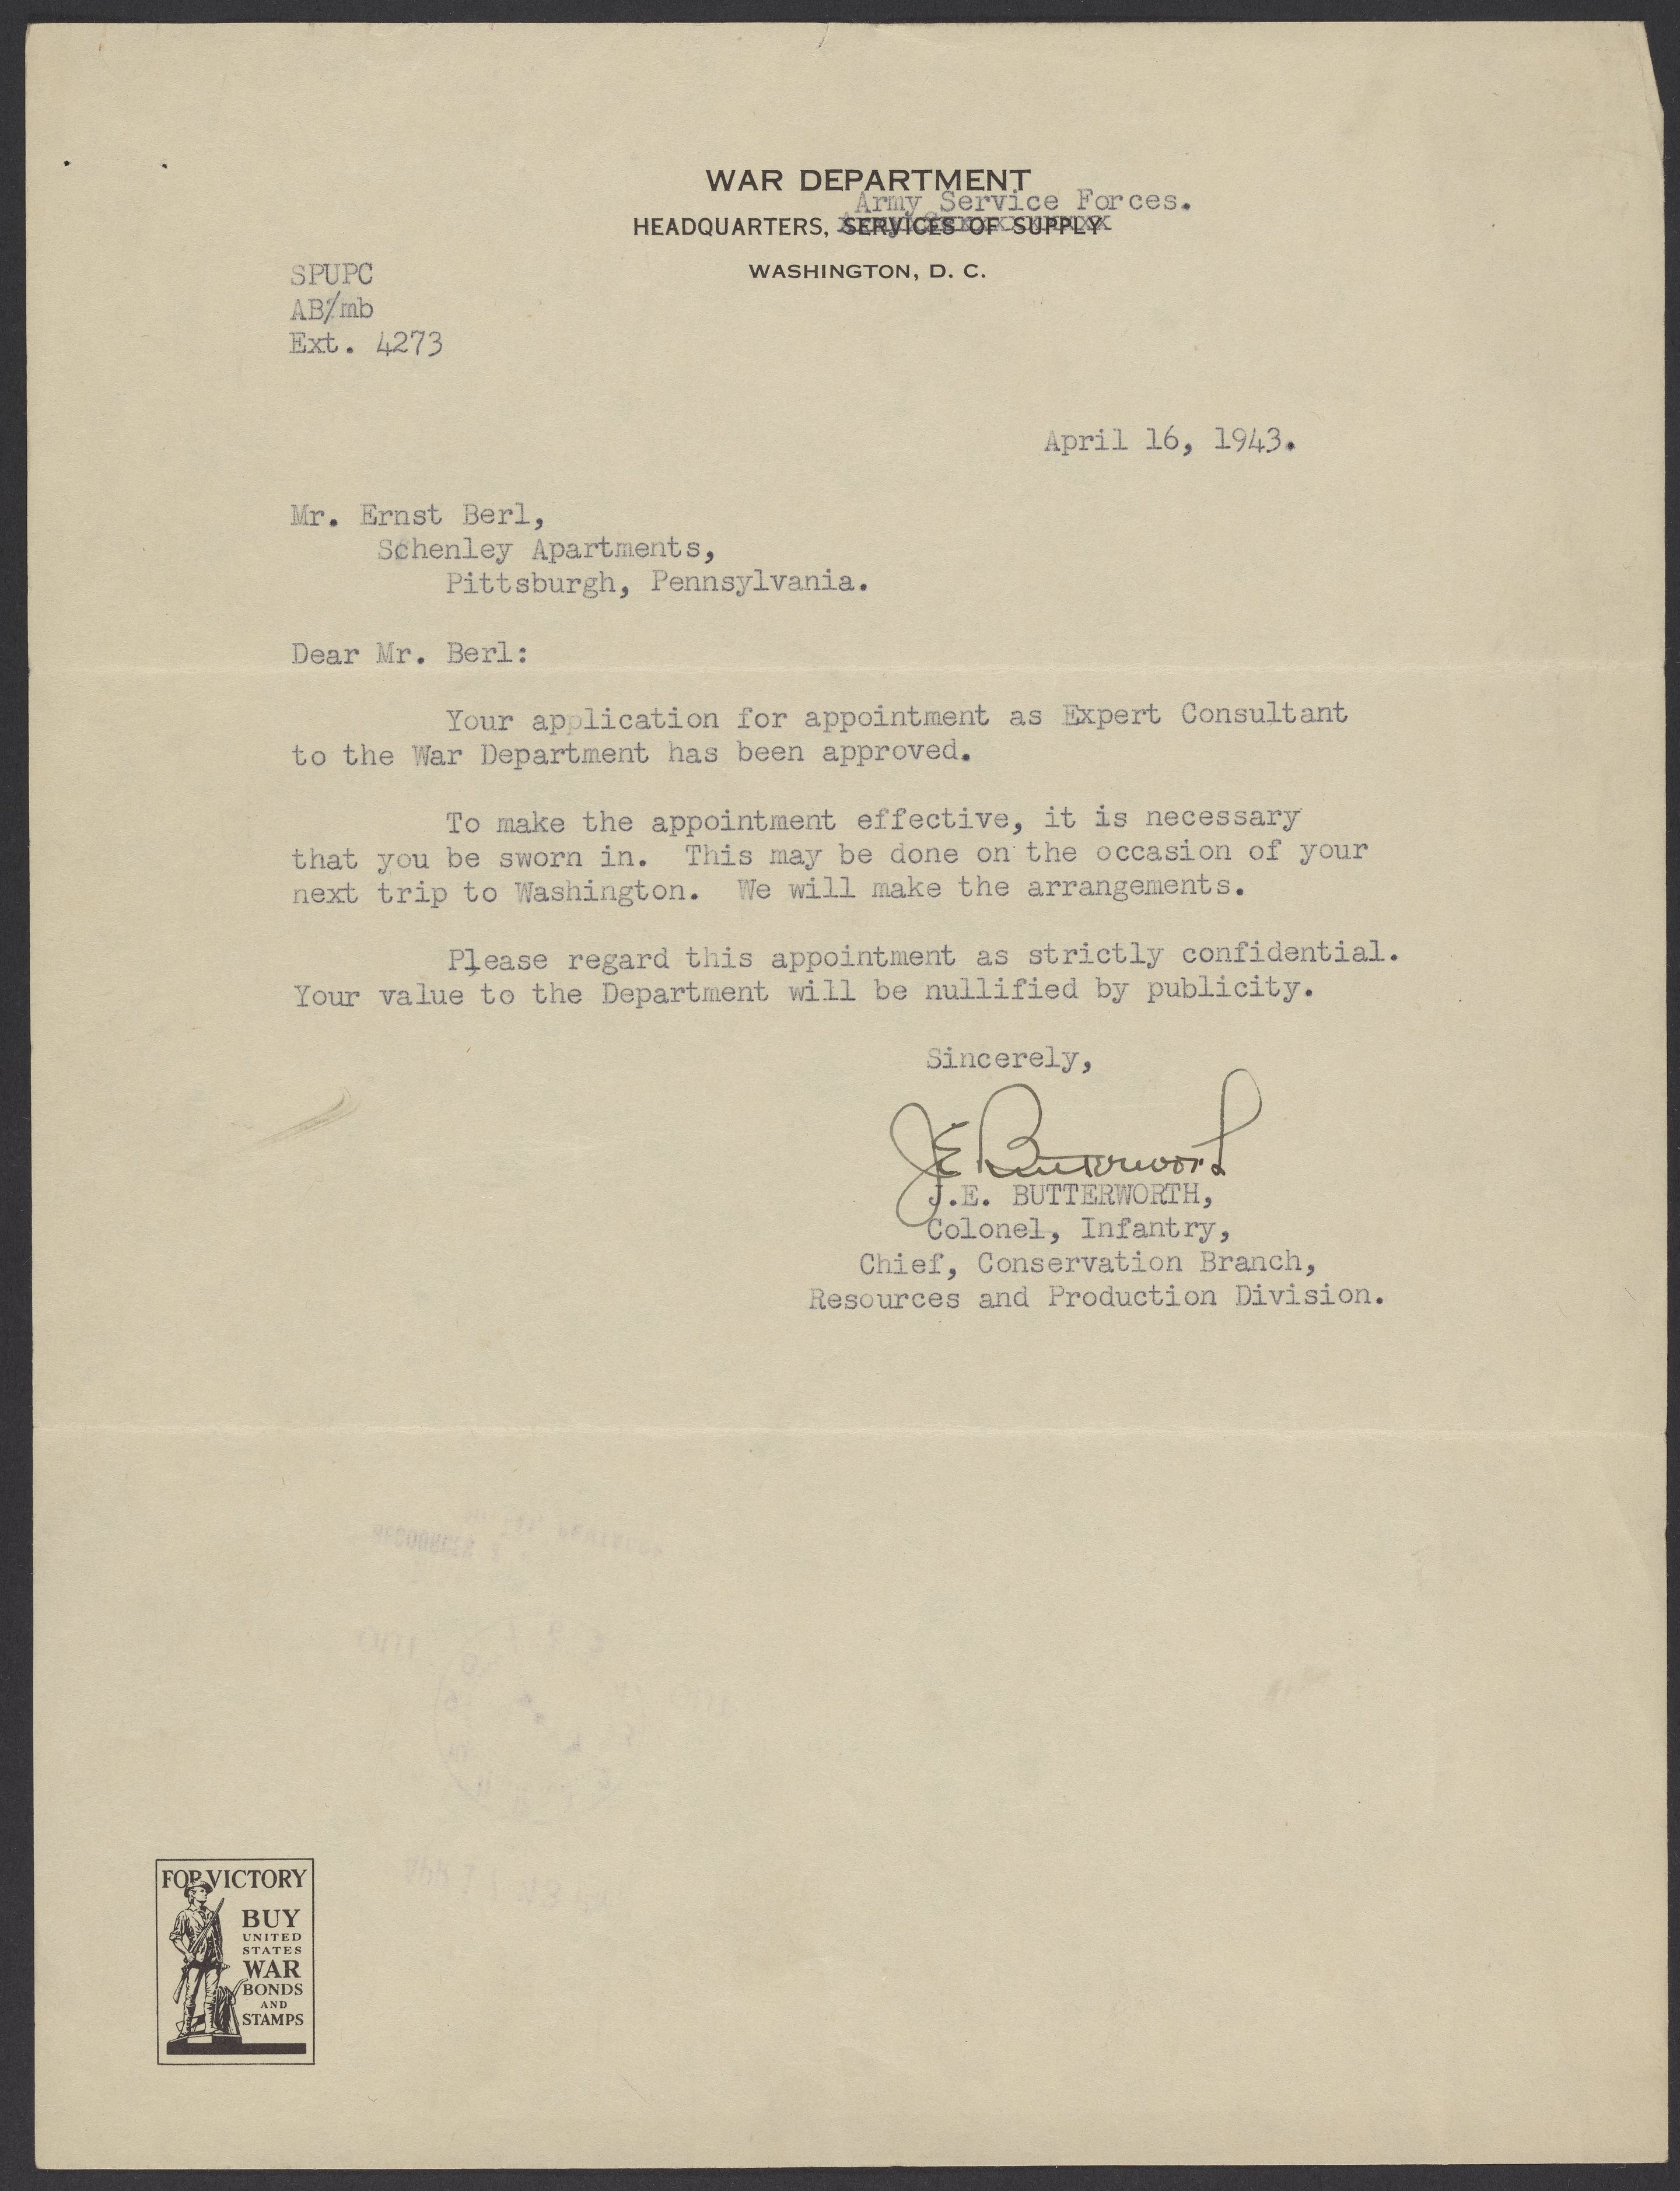 WAR DEPARTMENT
Army Service Forces.
HEADQUARTERS, SERVICES OF SUPPLY
WASHINGTON, D. C.
SPUPC
AB/mb
Ext. 4273
April 16, 1943.
Mr. Ernst Berl,
Schenley Apartments,
Pittsburgh, Pennsylvania.
Dear Mr. Berl:
Your application for appointment as Expert Consultant
to the War Department has been approved.
To make the appointment effective, it is necessary
that you be sworn in. This may be done on the occasion of your
next trip to Washington. We will make the arrangements.
Please regard this appointment as strictly confidential.
Your value to the Department will be nullified by publicity.
Sincerely,
J E Butterworth
J.E. BUTTERWORTH,
Colonel, Infantry,
Chief, Conservation Branch,
Resources and Production Division.
FOR VICTORY
BUY
UNITED
STATES
WAR
BONDS
AND
STAMPS